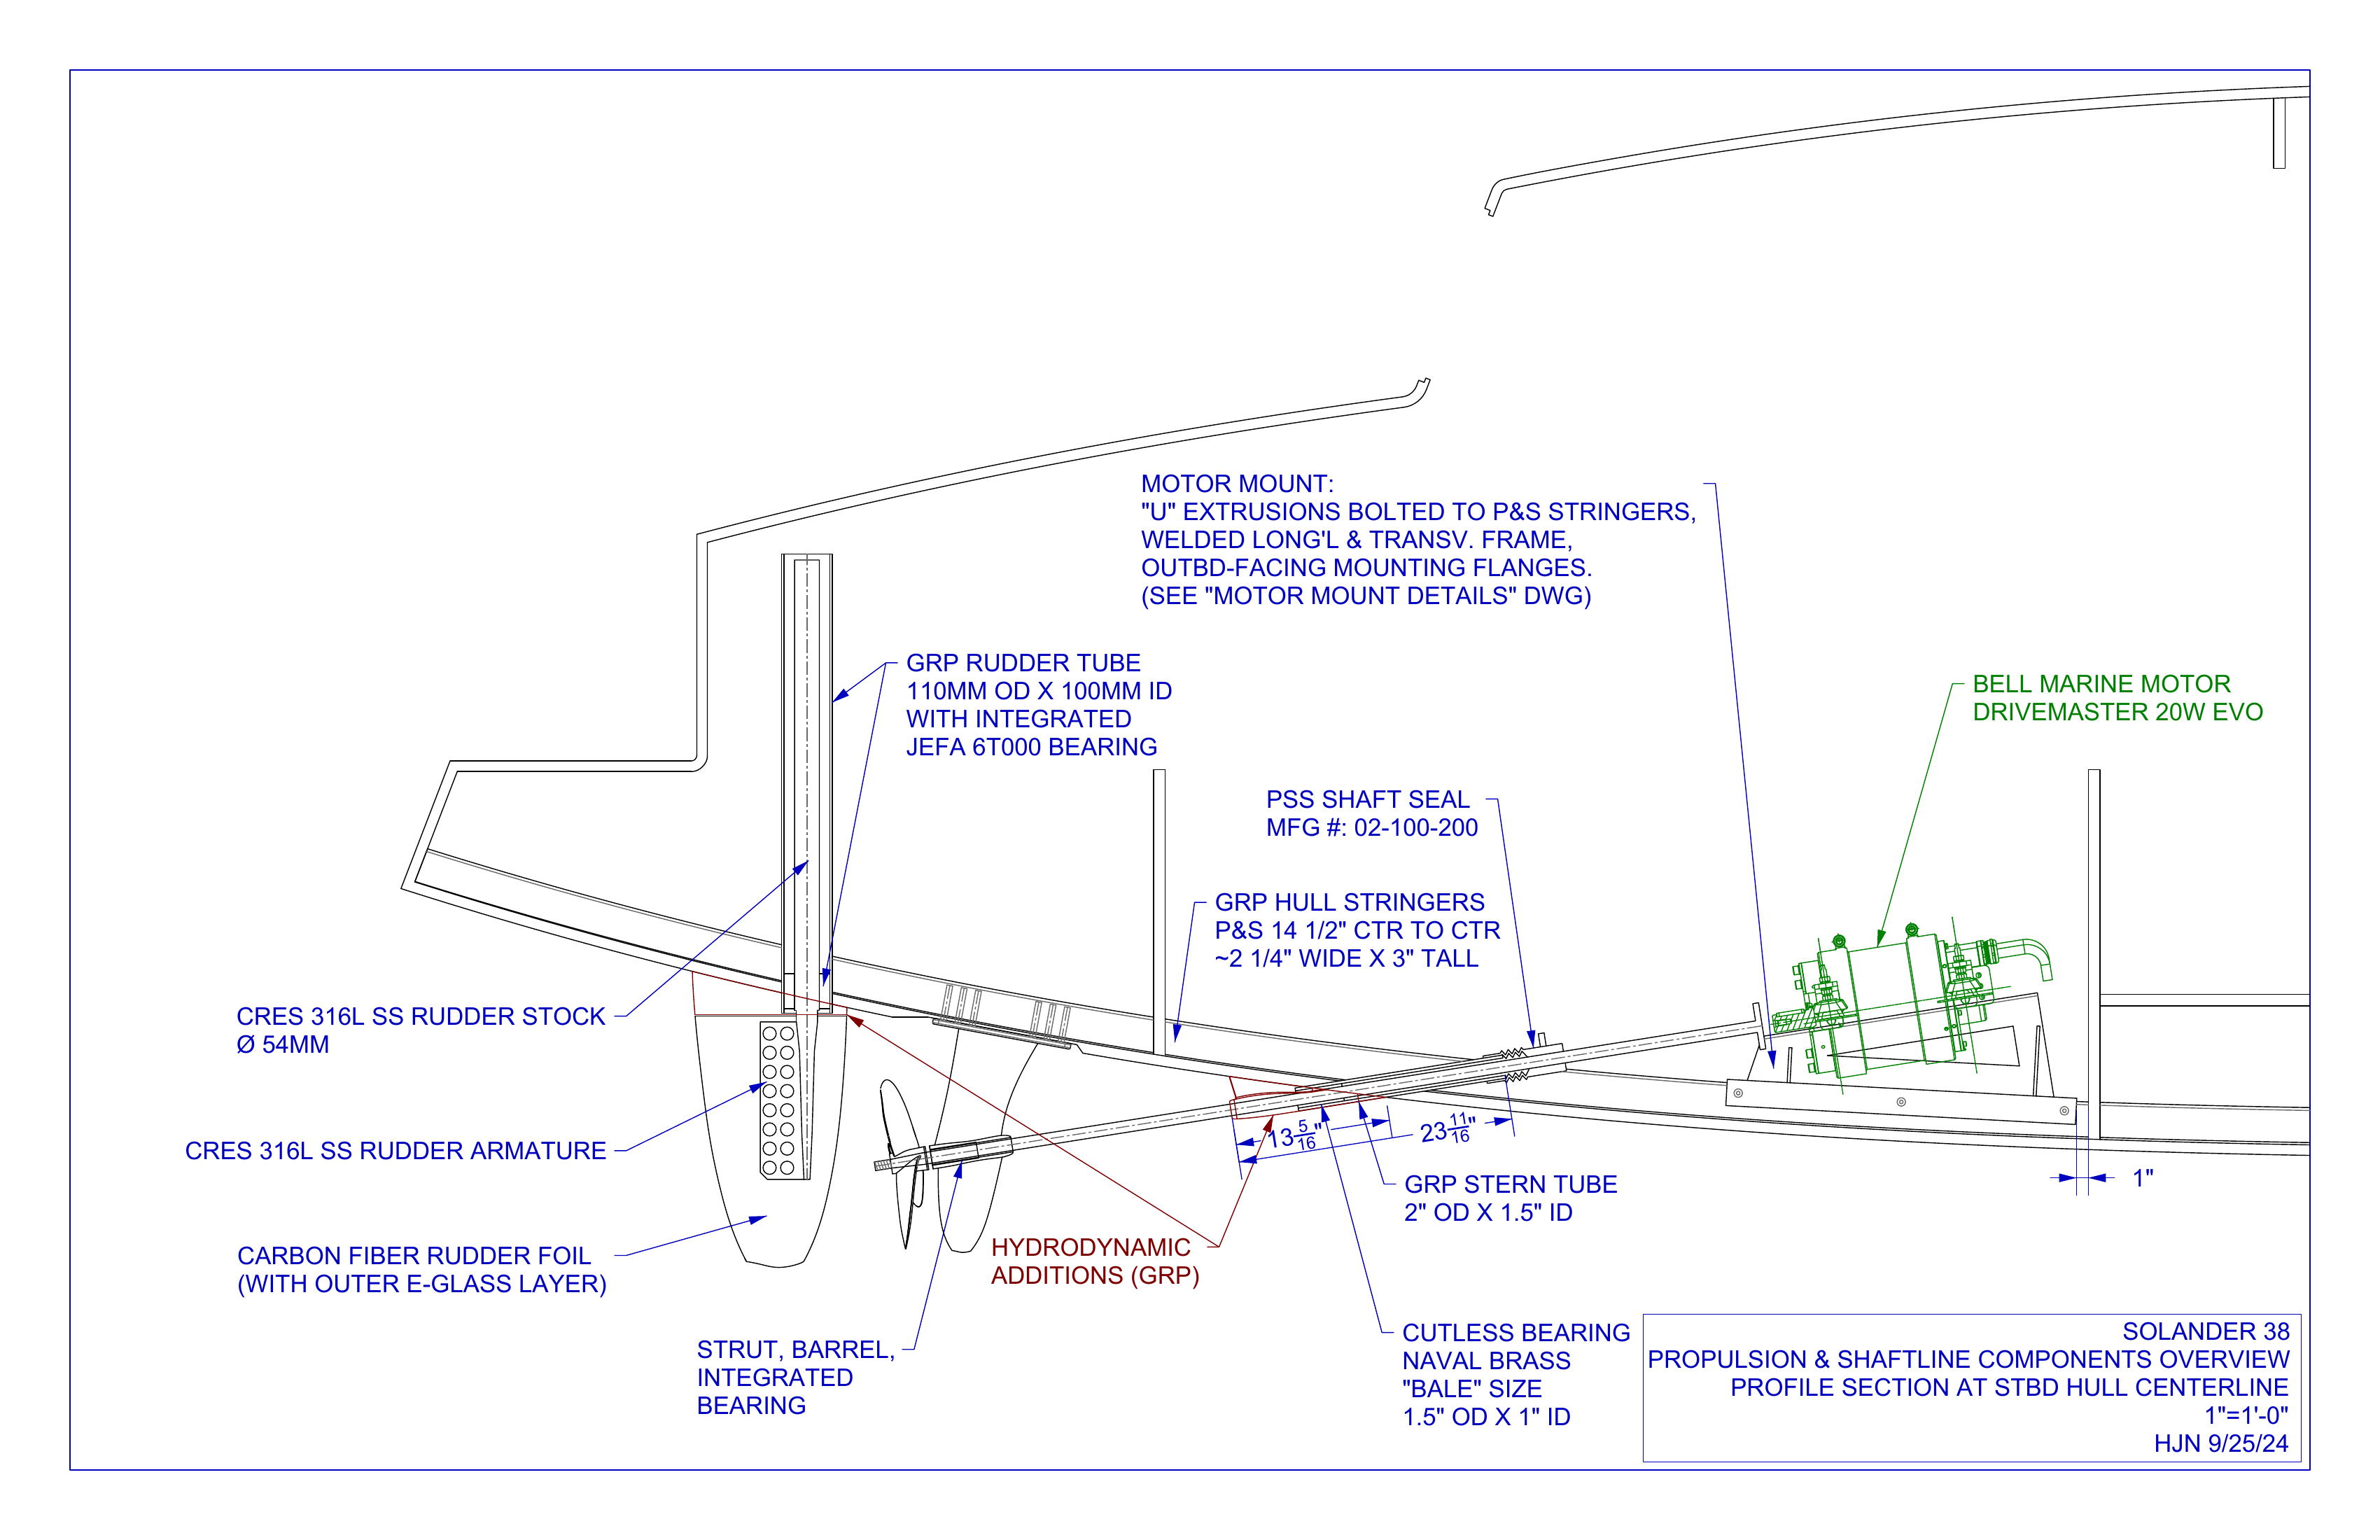 MOTOR MOUNT:
"U" EXTRUSIONS BOLTED TO P&S STRINGERS,
WELDED LONG'L & TRANSV. FRAME,
OUTBD-FACING MOUNTING FLANGES.
(SEE "MOTOR MOUNT DETAILS" DWG)
GRP RUDDER TUBE
110MM OD X 100MM ID
WITH INTEGRATED
JEFA 6T000 BEARING
BELL MARINE MOTOR
DRIVEMASTER 20W EVO
PSS SHAFT SEAL
MFG #: 02-100-200
GRP HULL STRINGERS
P&S 14 1/2" CTR TO CTR
~2 1/4" WIDE X 3" TALL
CRES 316L SS RUDDER STOCK
Ø 54MM
CRES 316L SS RUDDER ARMATURE
13 5/16"
23 11/16"
1"
GRP STERN TUBE
2" OD X 1.5" ID
CARBON FIBER RUDDER FOIL
(WITH OUTER E-GLASS LAYER)
HYDRODYNAMIC
ADDITIONS (GRP)
STRUT, BARREL,
INTEGRATED
BEARING
CUTLESS BEARING
NAVAL BRASS
"BALE" SIZE
1.5" OD X 1" ID
SOLANDER 38
PROPULSION & SHAFTLINE COMPONENTS OVERVIEW
PROFILE SECTION AT STBD HULL CENTERLINE
1"=1'-0"
HJN 9/25/24